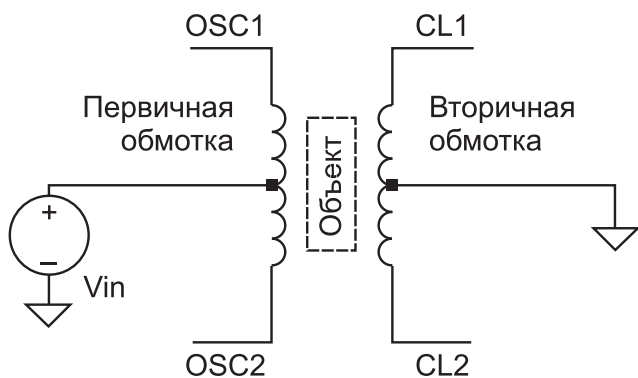 OSC1
CL1
Первичная
обмотка
Объект
Вторичная
обмотка
+
−
Vin
OSC2
CL2